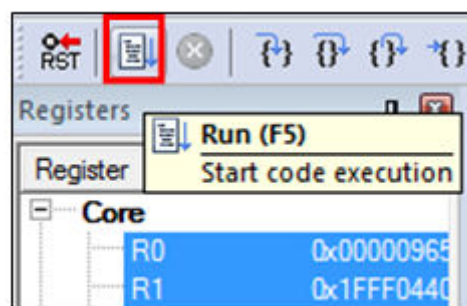 RST
Registers
Run (F5)
Register
Start code execution
Core
R0 0x00000965
R1 0x1FFF0440